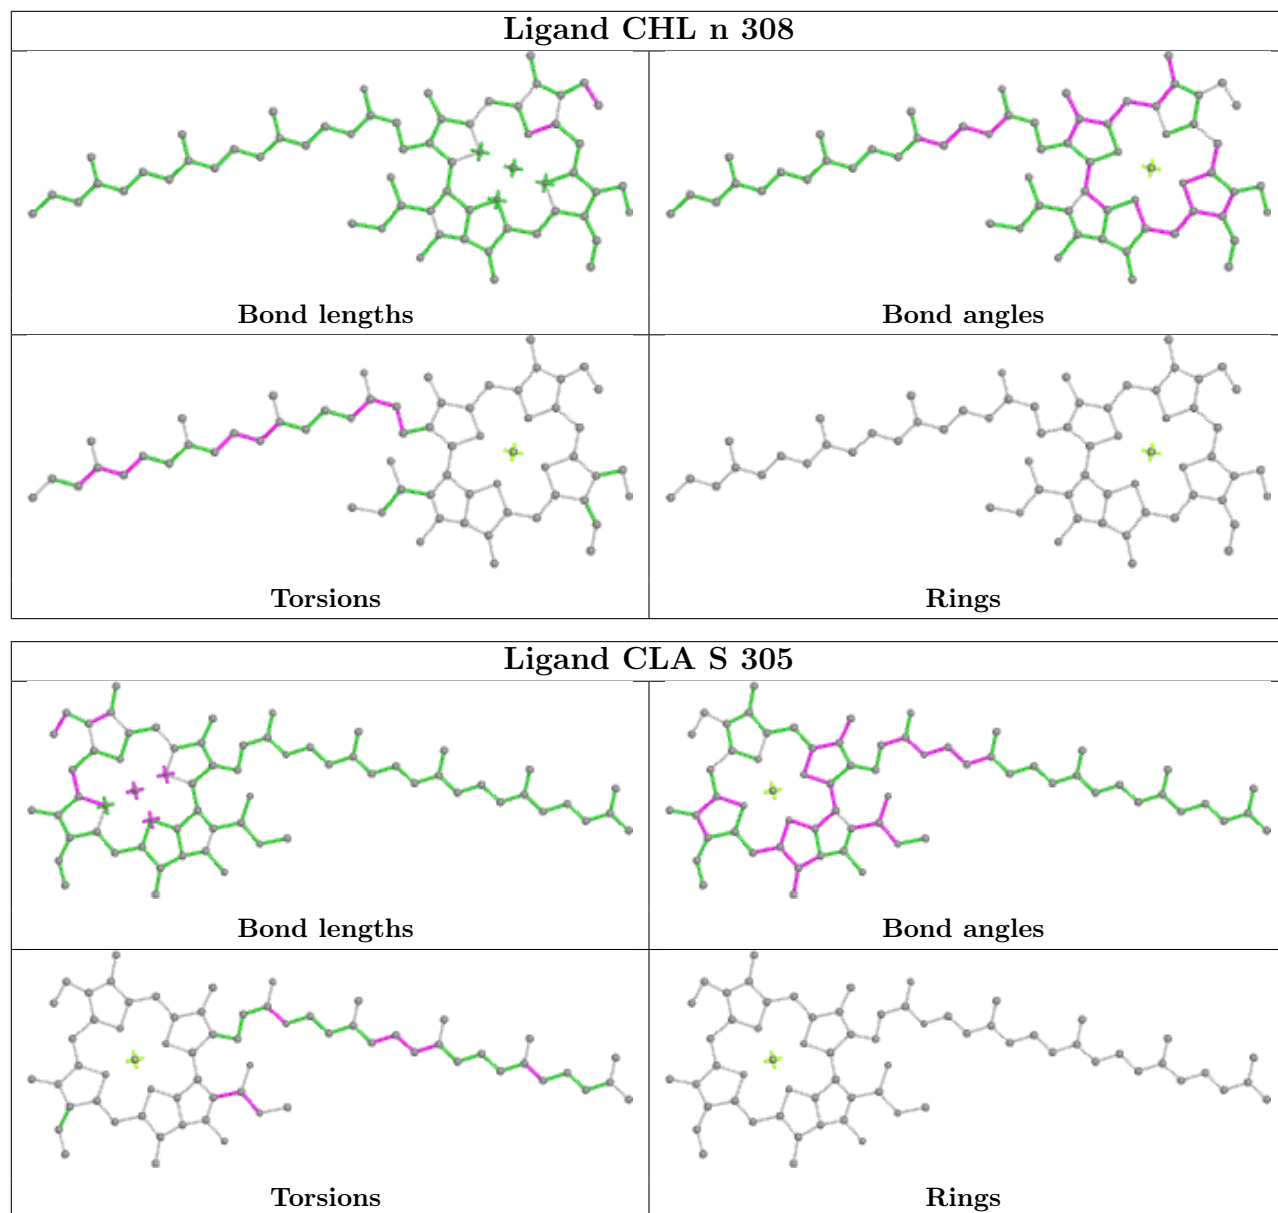 Ligand CHL n 308
Bond lengths
Bond angles
Torsions
Rings
Ligand CLA S 305
Bond lengths
Bond angles
Torsions
Rings